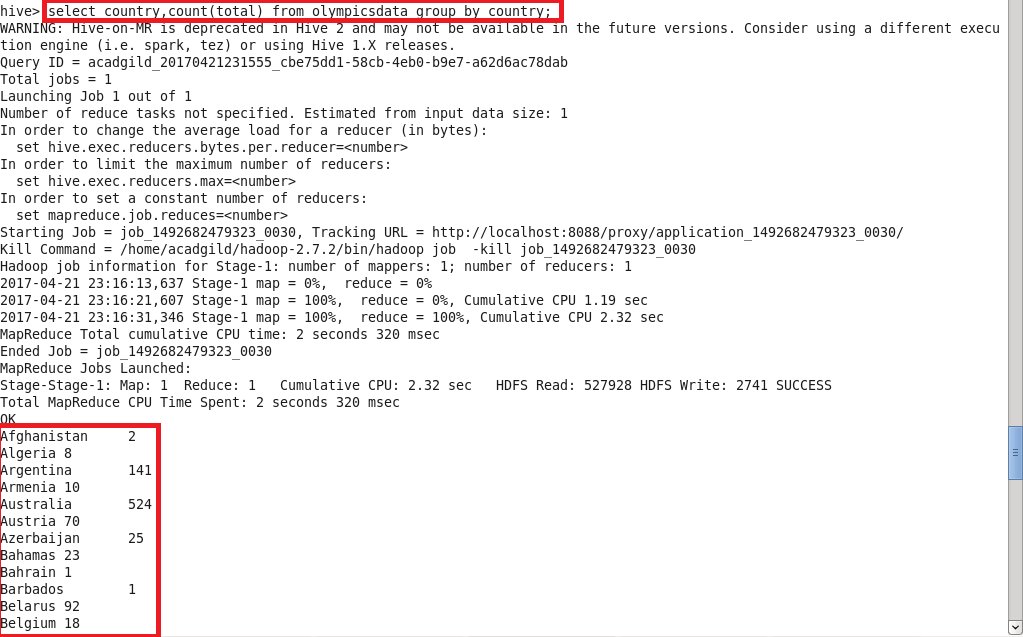 hive> select country,count(total) from olympicsdata group by country;
WARNING: Hive-on-MR is deprecated in Hive 2 and may not be available in the future versions. Consider using a different execu
tion engine (i.e. spark, tez) or using Hive 1.X releases.
Query ID = acadgild_20170421231555_cbe75dd1-58cb-4eb0-b9e7-a62d6ac78dab
Total jobs = 1
Launching Job 1 out of 1
Number of reduce tasks not specified. Estimated from input data size: 1
In order to change the average load for a reducer (in bytes):
  set hive.exec.reducers.bytes.per.reducer=<number>
In order to limit the maximum number of reducers:
  set hive.exec.reducers.max=<number>
In order to set a constant number of reducers:
  set mapreduce.job.reduces=<number>
Starting Job = job_1492682479323_0030, Tracking URL = http://localhost:8088/proxy/application_1492682479323_0030/
Kill Command = /home/acadgild/hadoop-2.7.2/bin/hadoop job  -kill job_1492682479323_0030
Hadoop job information for Stage-1: number of mappers: 1; number of reducers: 1
2017-04-21 23:16:13,637 Stage-1 map = 0%,  reduce = 0%
2017-04-21 23:16:21,607 Stage-1 map = 100%,  reduce = 0%, Cumulative CPU 1.19 sec
2017-04-21 23:16:31,346 Stage-1 map = 100%,  reduce = 100%, Cumulative CPU 2.32 sec
MapReduce Total cumulative CPU time: 2 seconds 320 msec
Ended Job = job_1492682479323_0030
MapReduce Jobs Launched:
Stage-Stage-1: Map: 1  Reduce: 1   Cumulative CPU: 2.32 sec   HDFS Read: 527928 HDFS Write: 2741 SUCCESS
Total MapReduce CPU Time Spent: 2 seconds 320 msec
OK
Afghanistan     2
Algeria 8
Argentina       141
Armenia 10
Australia       524
Austria 70
Azerbaijan      25
Bahamas 23
Bahrain 1
Barbados        1
Belarus 92
Belgium 18